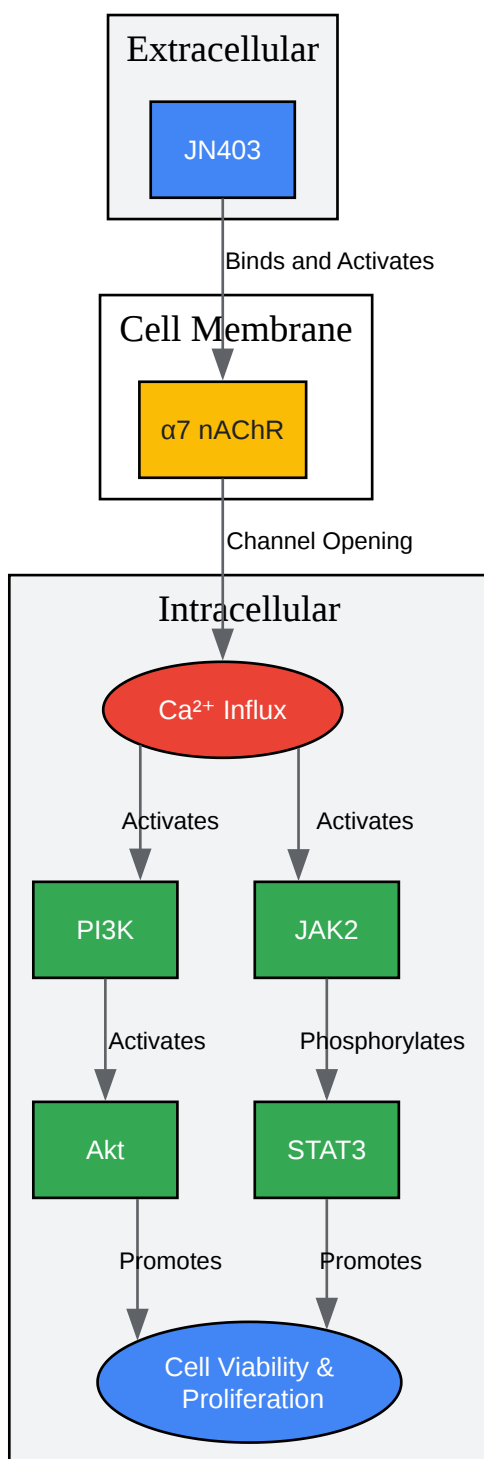 Extracellular
JN403
Binds and Activates
Cell Membrane
α7 nAChR
Channel Opening
Intracellular
Ca²⁺ Influx
Activates
Activates
PI3K
JAK2
Activates
Phosphorylates
Akt
STAT3
Promotes
Promotes
Cell Viability &
Proliferation